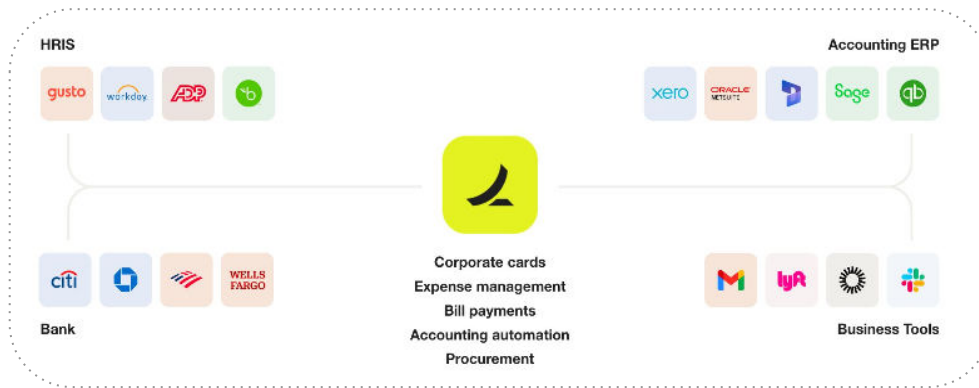 HRIS
Accounting ERP
gusto
workday.
ADP
b
xero
ORACLE
NETSUITE
Sage
qb
Corporate cards
Expense management
Bill payments
Accounting automation
Procurement
citi
WELLS
FARGO
M
lyft
Bank
Business Tools